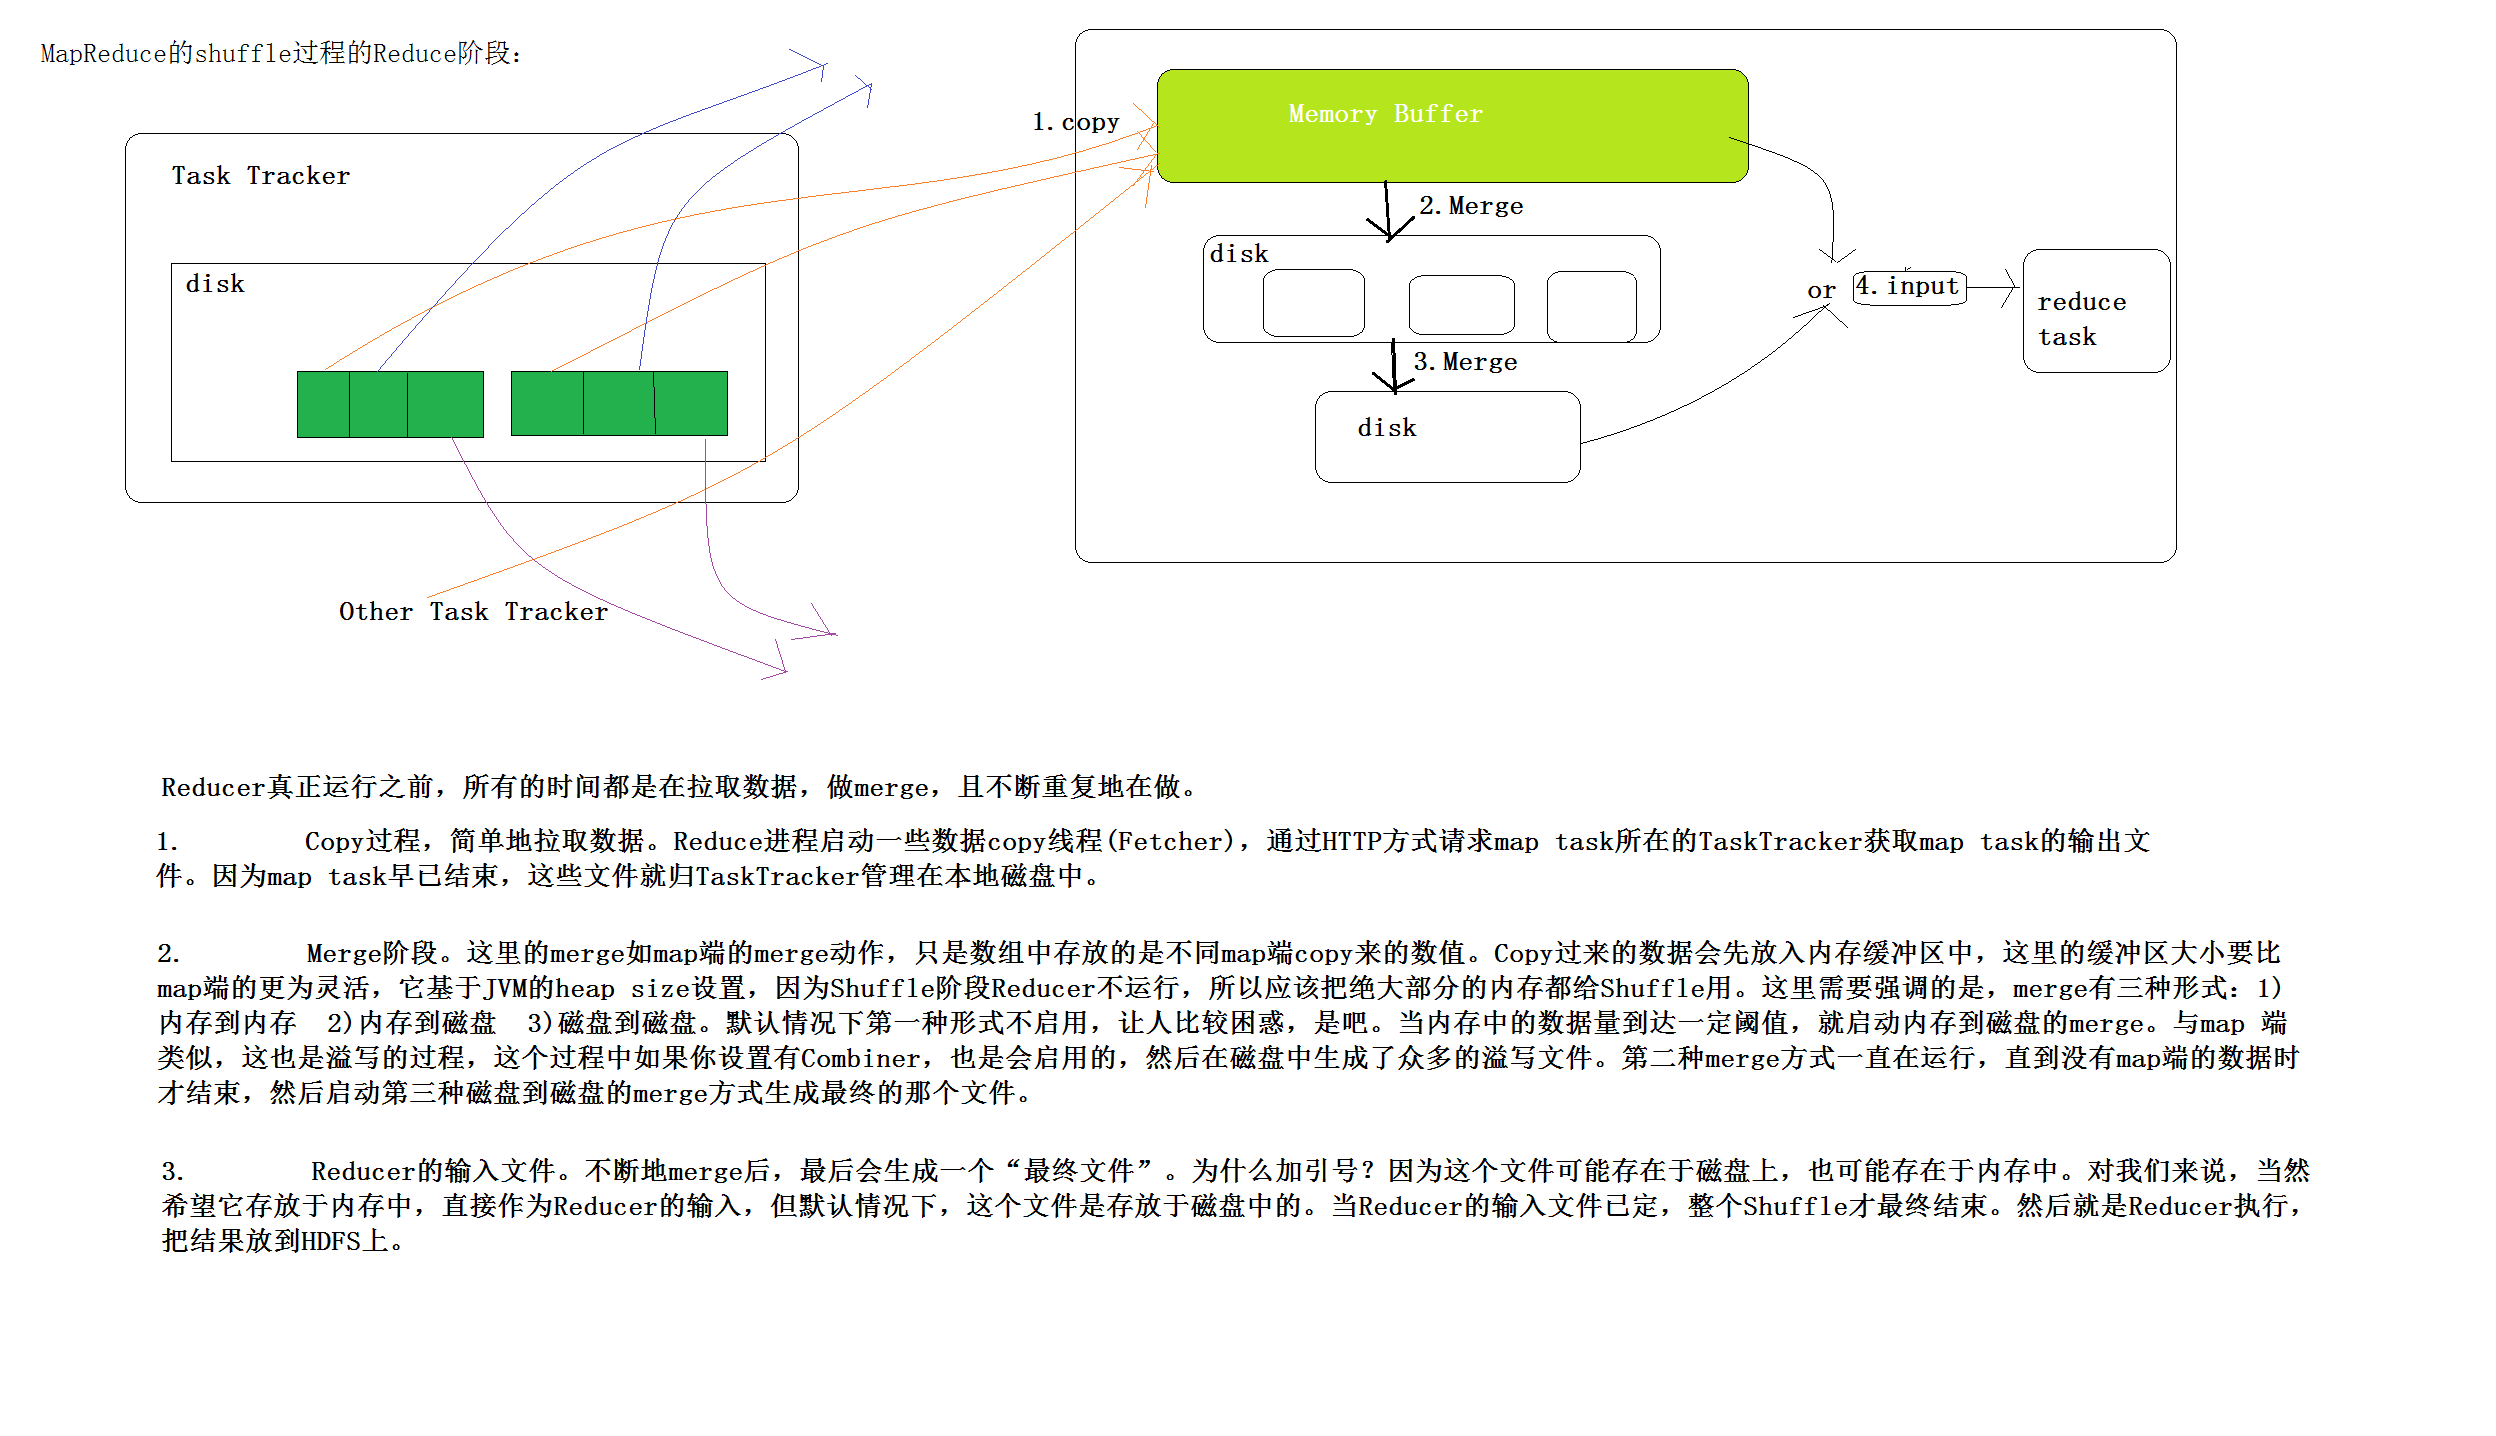 MapReduce的shuffle过程的Reduce阶段：
1.copy
Memory Buffer
Task Tracker
2.Merge
disk
disk
or
4.input
reduce
task
3.Merge
disk
Other Task Tracker
Reducer真正运行之前，所有的时间都是在拉取数据，做merge，且不断重复地在做。
1. Copy过程，简单地拉取数据。Reduce进程启动一些数据copy线程(Fetcher)，通过HTTP方式请求map task所在的TaskTracker获取map task的输出文
件。因为map task早已结束，这些文件就归TaskTracker管理在本地磁盘中。
2. Merge阶段。这里的merge如map端的merge动作，只是数组中存放的是不同map端copy来的数值。Copy过来的数据会先放入内存缓冲区中，这里的缓冲区大小要比
map端的更为灵活，它基于JVM的heap size设置，因为Shuffle阶段Reducer不运行，所以应该把绝大部分的内存都给Shuffle用。这里需要强调的是，merge有三种形式：1)
内存到内存 2)内存到磁盘 3)磁盘到磁盘。默认情况下第一种形式不启用，让人比较困惑，是吧。当内存中的数据量到达一定阈值，就启动内存到磁盘的merge。与map 端
类似，这也是溢写的过程，这个过程中如果你设置有Combiner，也是会启用的，然后在磁盘中生成了众多的溢写文件。第二种merge方式一直在运行，直到没有map端的数据时
才结束，然后启动第三种磁盘到磁盘的merge方式生成最终的那个文件。
3. Reducer的输入文件。不断地merge后，最后会生成一个“最终文件”。为什么加引号？因为这个文件可能存在于磁盘上，也可能存在于内存中。对我们来说，当然
希望它存放于内存中，直接作为Reducer的输入，但默认情况下，这个文件是存放于磁盘中的。当Reducer的输入文件已定，整个Shuffle才最终结束。然后就是Reducer执行，
把结果放到HDFS上。